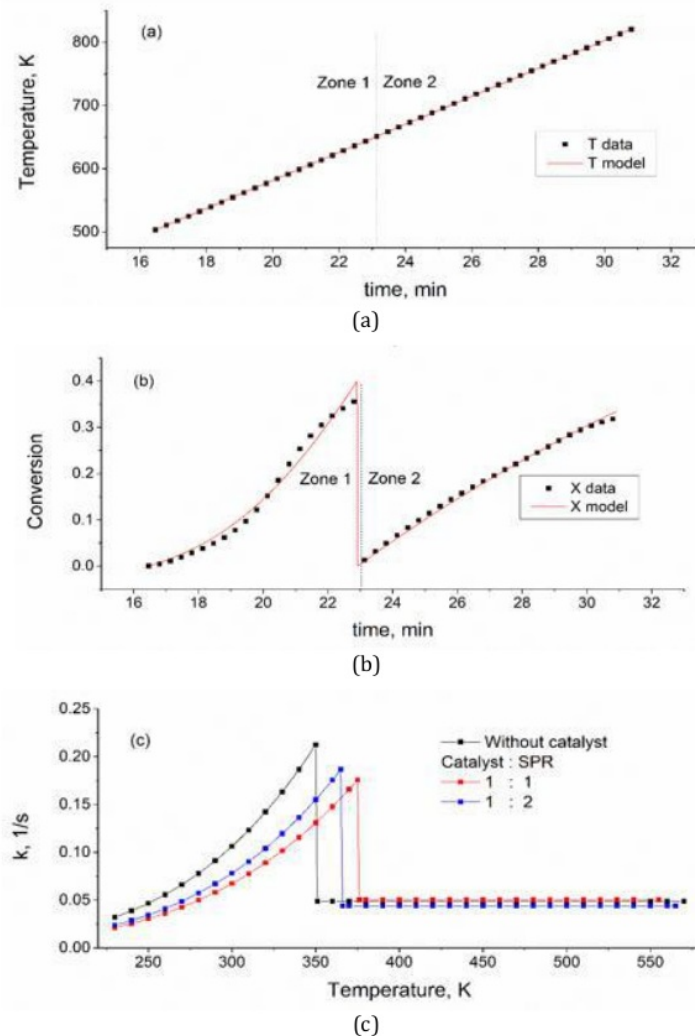 (a)
800
700
600
500
Temperature, K
Zone 1
Zone 2
T data
T model
16 18 20 22 24 26 28 30 32
time, min
(a)
(b)
0.4
0.3
0.2
0.1
0.0
Conversion
Zone 1
Zone 2
X data
X model
16 18 20 22 24 26 28 30 32
time, min
(b)
(c)
0.25
0.20
0.15
0.10
0.05
0.00
k, 1/s
Without catalyst
Catalyst : SPR
1 : 1
1 : 2
250 300 350 400 450 500 550
Temperature, K
(c)